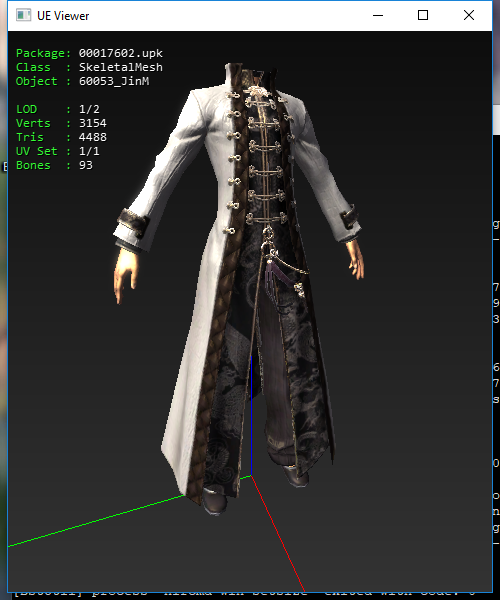 UE Viewer
Package: 00017602.upk
Class : SkeletalMesh
Object : 60053_JinM
LOD : 1/2
Verts : 3154
Tris : 4488
UV Set : 1/1
Bones : 93